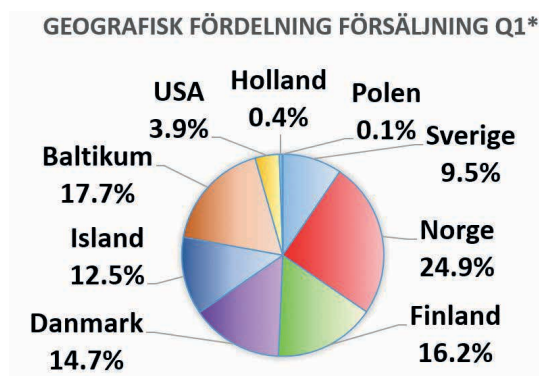 GEOGRAFISK FÖRDELNING FÖRSÄLJNING Q1*
Holland
0.4%
Polen
0.1%
USA
3.9%
Sverige
9.5%
Baltikum
17.7%
Norge
24.9%
Island
12.5%
Finland
16.2%
Danmark
14.7%